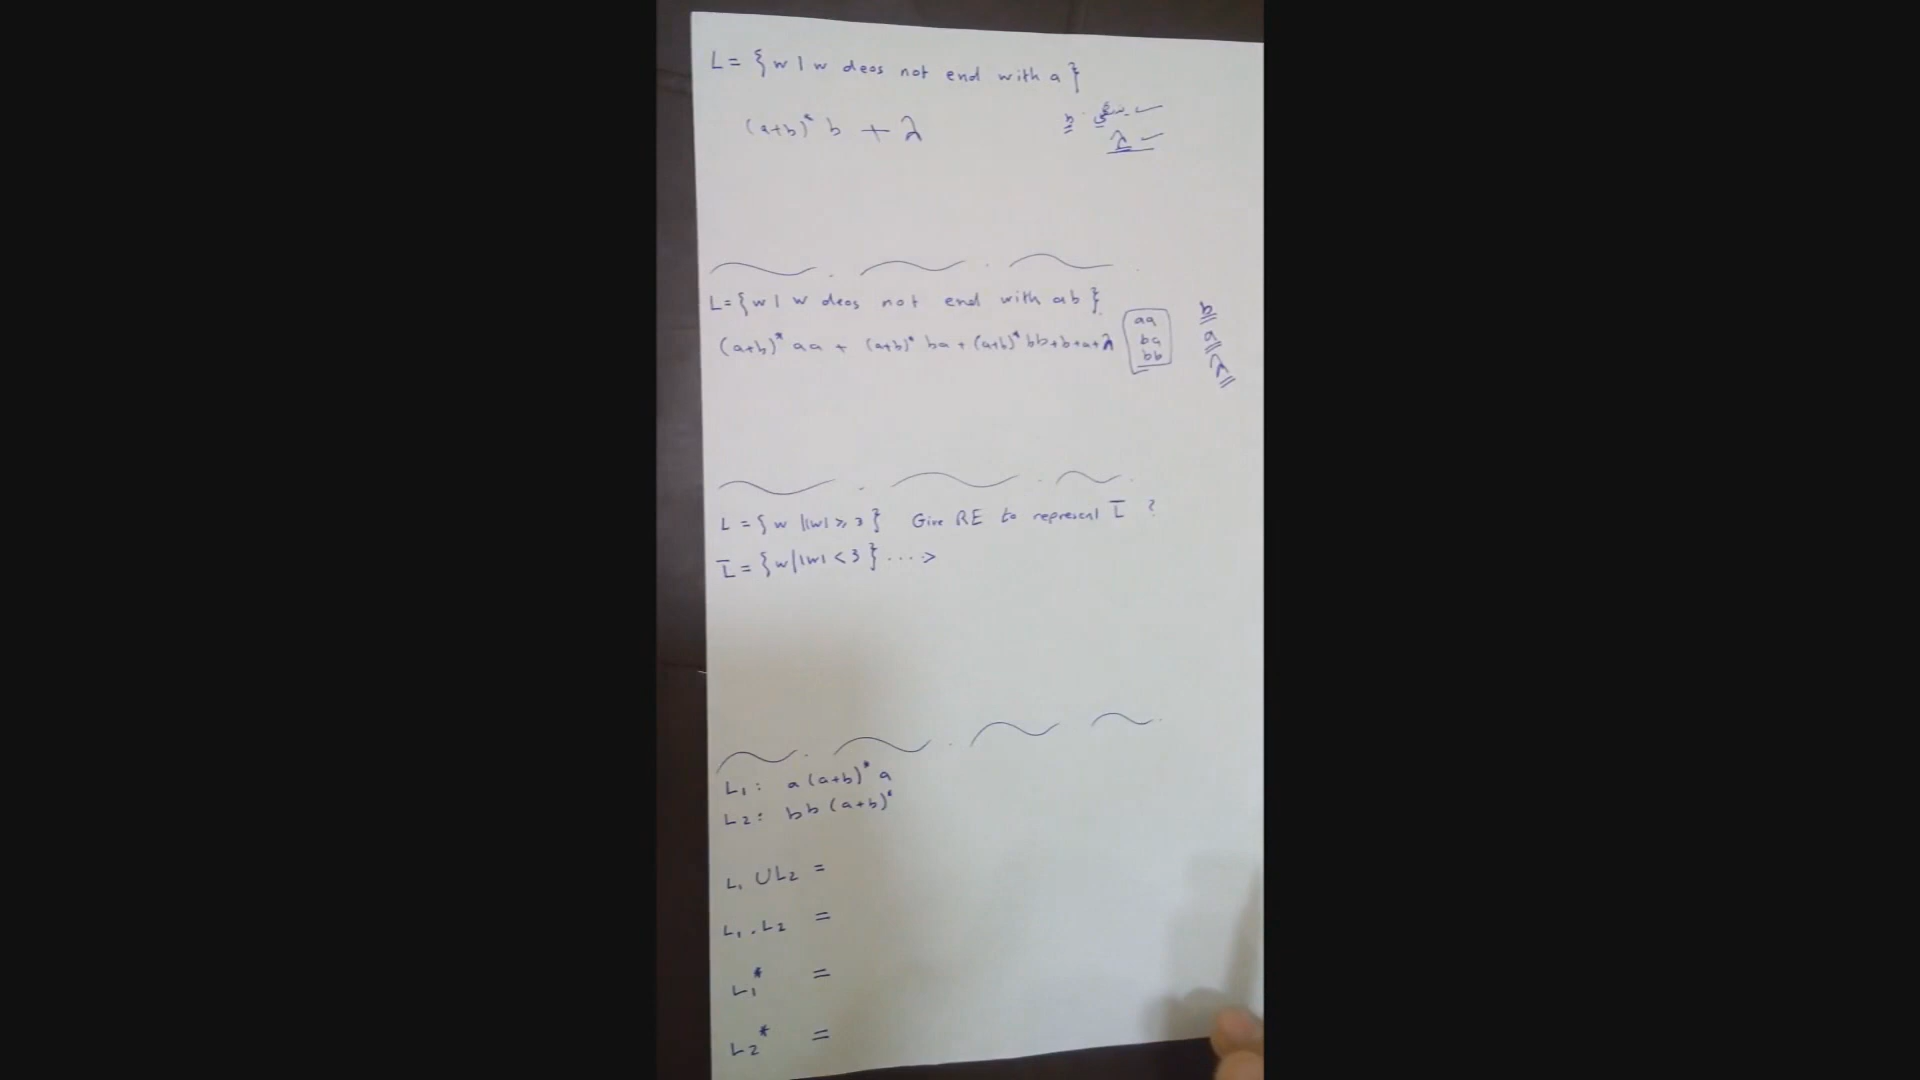 L = { w | w deos not end with a }
(a+b)* b + λ
b
λ
L = { w | w deos not end with ab }
(a+b)* aa + (a+b)* ba + (a+b)* bb + b + a + λ
aa
ba
bb
b
a
λ
L = { w | |w| ≥ 3 } Give RE to represent L̅ ?
L̅ = { w | |w| < 3 } ....>
L₁ : a (a+b)* a
L₂ : bb (a+b)*
L₁ ∪ L₂ =
L₁ . L₂ =
L₁* =
L₂* =